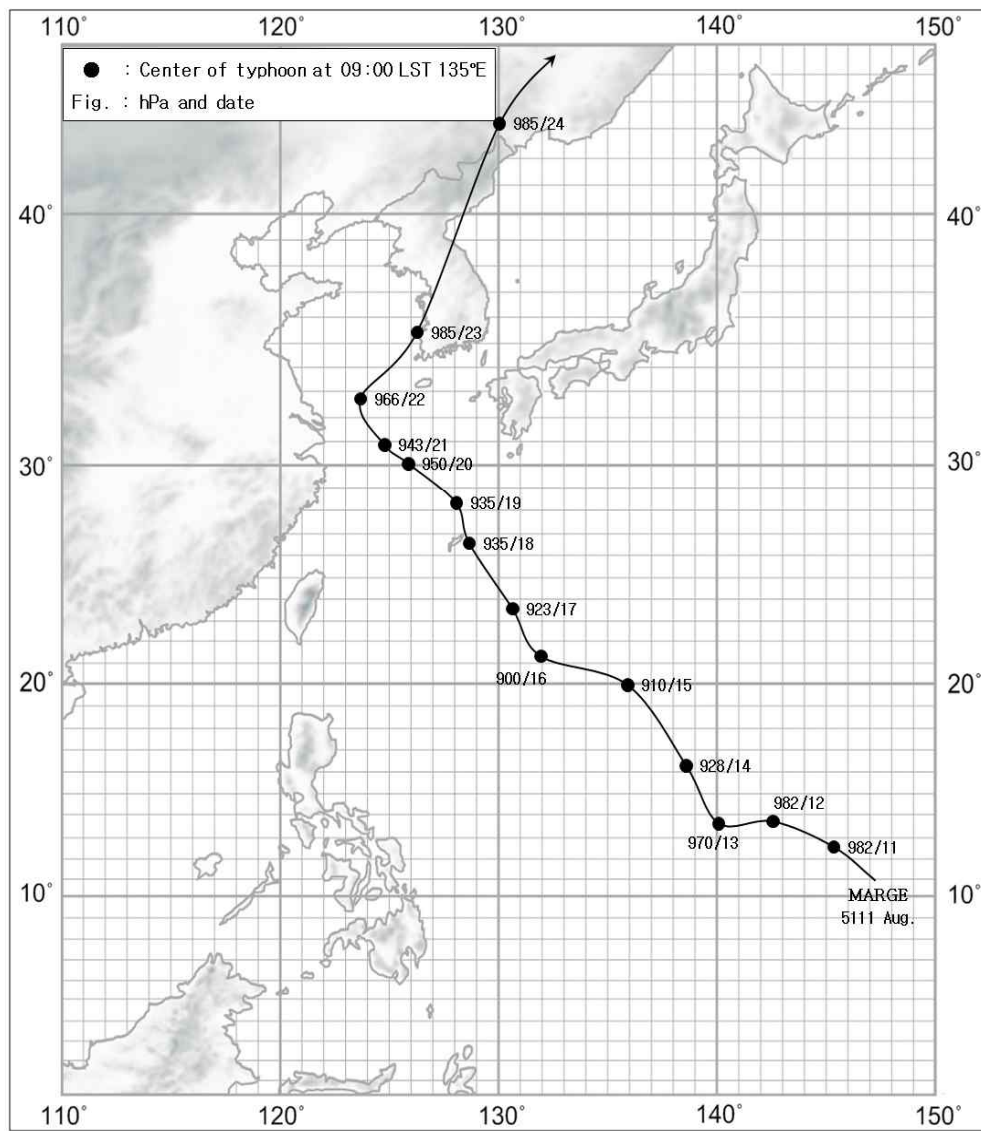 110° 120° 130° 140° 150°
● : Center of typhoon at 09:00 LST 135°E
Fig. : hPa and date
985/24
40° 40°
985/23
966/22
943/21
30° 950/20 30°
935/19
935/18
923/17
900/16
20° 910/15 20°
928/14
982/12
970/13
982/11
10° MARGE 10°
5111 Aug.
110° 120° 130° 140° 150°